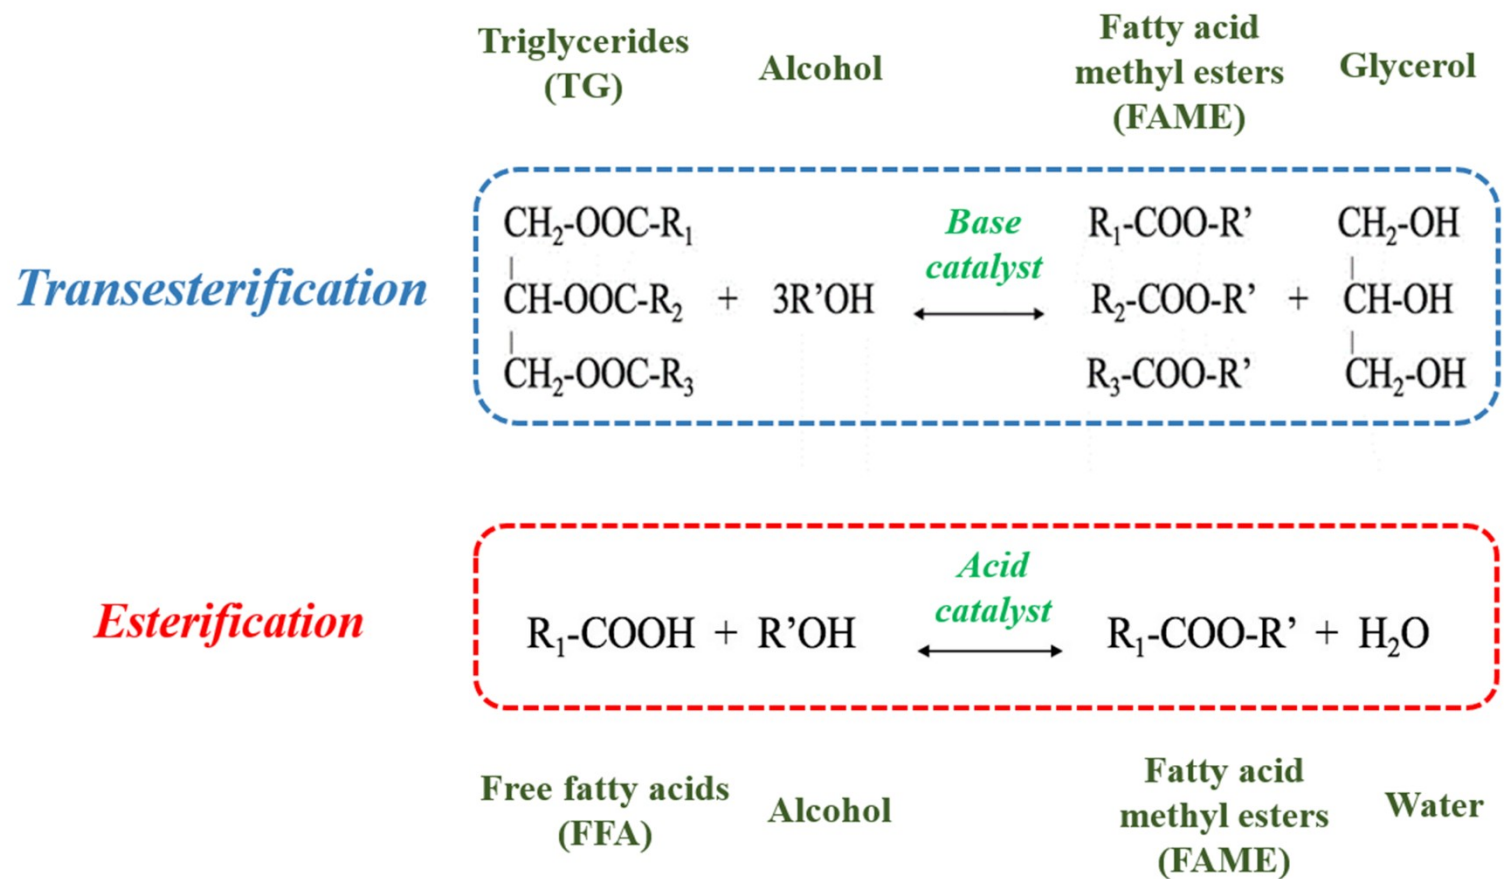 Triglycerides
(TG)
Alcohol
Fatty acid
methyl esters
(FAME)
Glycerol
Transesterification
CH₂-OOC-R₁
CH-OOC-R₂ + 3R’OH
CH₂-OOC-R₃
Base
catalyst
R₁-COO-R’
R₂-COO-R’ +
R₃-COO-R’
CH₂-OH
CH-OH
CH₂-OH
Esterification
R₁-COOH + R’OH
Acid
catalyst
R₁-COO-R’ + H₂O
Free fatty acids
(FFA)
Alcohol
Fatty acid
methyl esters
(FAME)
Water